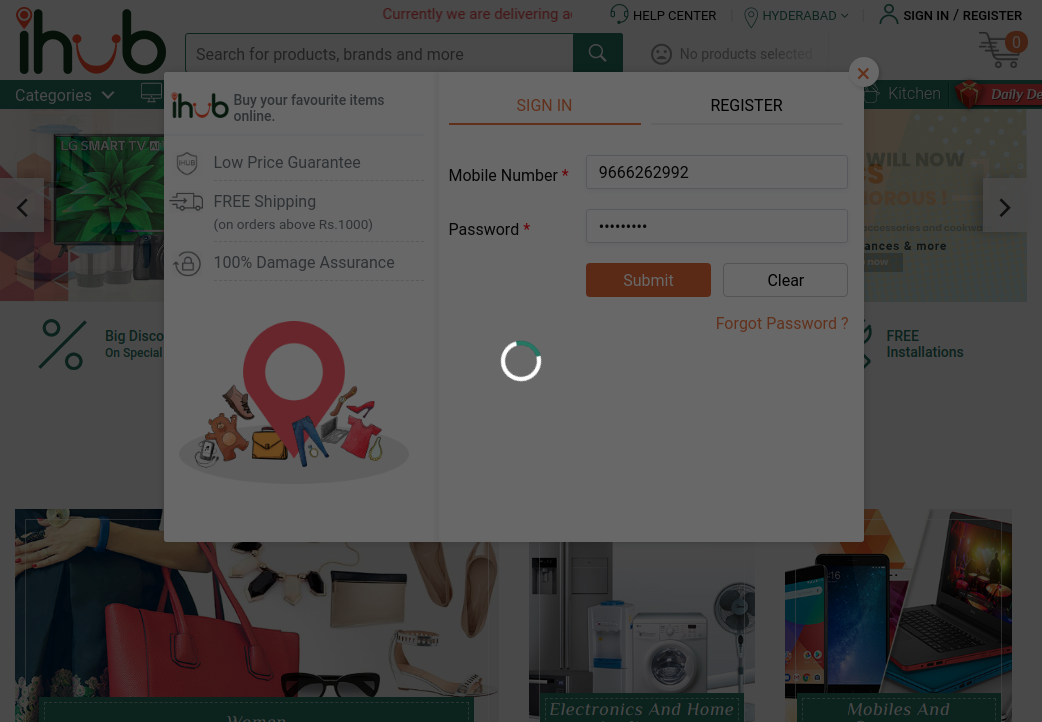 Currently we are delivering a
HELP CENTER
HYDERABAD
SIGN IN / REGISTER
ihub
Search for products, brands and more
No products selected
0
Categories
Kitchen
Daily De
ihub
Buy your favourite items
online.
Low Price Guarantee
FREE Shipping
(on orders above Rs.1000)
100% Damage Assurance
SIGN IN
REGISTER
Mobile Number *
9666262992
Password *
•••••••••
Submit
Clear
Forgot Password ?
LG SMART TV
WILL NOW
S
OROUS !
accessories and cookw
ances & more
now
Big Disco
On Special
FREE
Installations
Women
Electronics And Home
Mobiles And